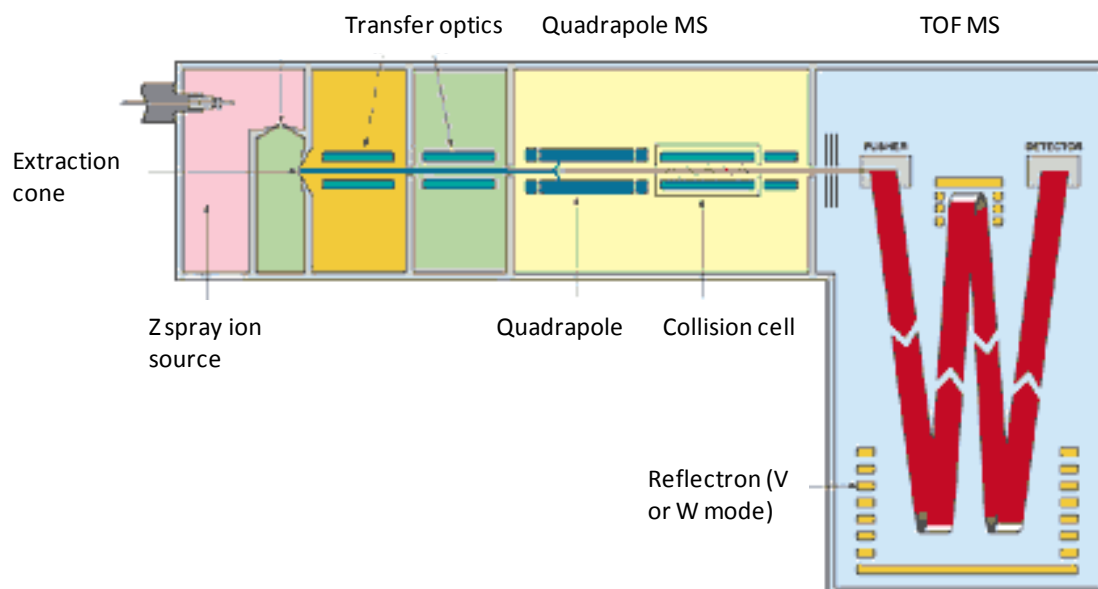 Transfer optics
Quadrapole MS
TOF MS
Extraction
cone
PUSHER
DETECTOR
Z spray ion
source
Quadrapole
Collision cell
Reflectron (V
or W mode)